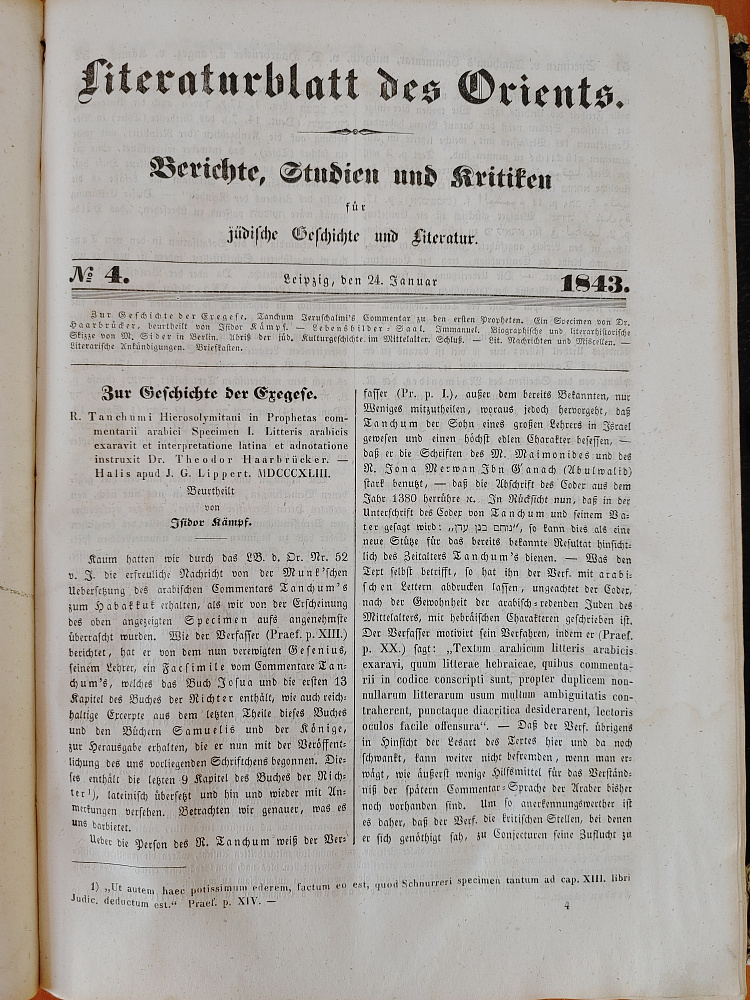 Literaturblatt des Orients.
Berichte, Studien und Kritiken
für
jüdische Geschichte und Literatur.
№ 4.
Leipzig, den 24. Januar
1843.
Zur Geschichte der Exegese. Tanchum Jeruschalmi's Commentar zu den ersten Propheten. Ein Specimen von Dr.
Haarbrücker, beurtheilt von Isidor Kämpf. — Lebensbilder-Saal. Immanuel. Biographische und literarhistorische
Skizze von M. Sider in Berlin. Abriß der jüd. Kulturgeschichte im Mittelalter. Schluß. — Lit. Nachrichten und Miscellen. —
Literarische Ankündigungen. Briefkasten.
Zur Geschichte der Exegese.
R. Tanchumi Hierosolymitani in Prophetas com-
mentarii arabici Specimen I. Litteris arabicis
exaravit et interpretatione latina et adnotatione
instruxit Dr. Theodor Haarbrücker. —
Halis apud J. G. Lippert. MDCCCXLIII.
Beurtheilt
von
Isidor Kämpf.
Kaum hatten wir durch das LB. d. Or. Nr. 52
v. J. die erfreuliche Nachricht von der Munk'schen
Uebersetzung des arabischen Commentars Tanchum's
zum Habakkuk erhalten, als wir von der Erscheinung
des oben angezeigten Specimen aufs angenehmste
überrascht wurden. Wie der Verfasser (Praef. p. XIII.)
berichtet, hat er von dem nun verewigten Gesenius,
seinem Lehrer, ein Facsimile vom Commentare Tan-
chum's, welches das Buch Josua und die ersten 13
Kapitel des Buches der Richter enthält, wie auch reich-
haltige Excerpte aus dem letzten Theile dieses Buches
und den Büchern Samuelis und der Könige,
zur Herausgabe erhalten, die er nun mit der Veröffent-
lichung des uns vorliegenden Schriftchens begonnen. Die-
ses enthält die letzten 9 Kapitel des Buches der Rich-
ter¹), lateinisch übersetzt und hin und wieder mit An-
merkungen versehen. Betrachten wir genauer, was es
uns darbietet.
Ueber die Person des R. Tanchum weiß der Ver-
fasser (Pr. p. I.), außer dem bereits Bekannten, nur
Weniges mitzutheilen, woraus jedoch hervorgeht, daß
Tanchum der Sohn eines großen Lehrers in Israel
gewesen und einen höchst edlen Charakter besessen, —
daß er die Schriften des M. Maimonides und des
R. Jona Merwan Ibn G'anach (Abulwalid)
stark benutzt, — daß die Abschrift des Codex aus dem
Jahr 1380 herrühre ꝛc. In Rücksicht nun, daß in der
Unterschrift des Codex von Tanchum und seinem Va-
ter gesagt wird: „נוחם בגן עדן", so kann dies als eine
neue Stütze für das bereits bekannte Resultat hinsicht-
lich des Zeitalters Tanchum's dienen. — Was den
Text selbst betrifft, so hat ihn der Verf. mit arabi-
schen Lettern abdrucken lassen, ungeachtet der Codex,
nach der Gewohnheit der arabisch-redenden Juden des
Mittelalters, mit hebräischen Charakteren geschrieben ist.
Der Verfasser motivirt sein Verfahren, indem er (Praef.
p. XX.) sagt: „Textum arabicum litteris arabicis
exaravi, quum litterae hebraicae, quibus commenta-
rii in codice conscripti sunt, propter duplicem non-
nullarum litterarum usum multum ambiguitatis con-
traherent, punctaque diacritica desiderarent, lectoris
oculos facile offensura“. — Daß der Verf. übrigens
in Hinsicht der Lesart des Textes hier und da noch
schwankt, kann weiter nicht befremden, wenn man er-
wägt, wie äußerst wenige Hilfsmittel für das Verständ-
niß der spätern Commentar-Sprache der Araber bisher
noch vorhanden sind. Um so anerkennungswerther ist
es daher, daß der Verf. die kritischen Stellen, bei denen
er sich genöthigt sah, zu Conjecturen seine Zuflucht zu
1) „Ut autem haec potissimum ederem, factum eo est, quod Schnurreri specimen tantum ad cap. XIII. libri
Judic. deductum est.“ Praef. p. XIV. —
4